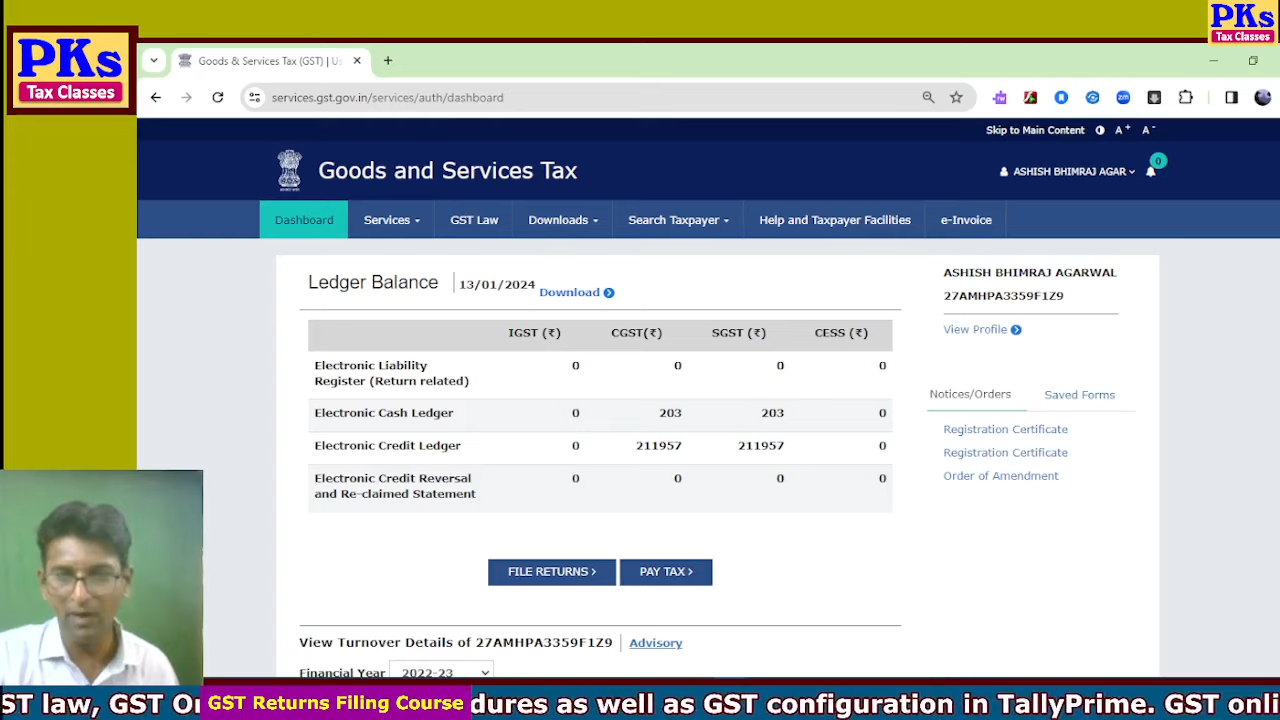 PKs
Tax Classes
PKs
Tax Classes
Goods & Services Tax (GST) | Us
services.gst.gov.in/services/auth/dashboard
Skip to Main Content A+ A-
Goods and Services Tax
ASHISH BHIMRAJ AGAR
0
Dashboard Services GST Law Downloads Search Taxpayer Help and Taxpayer Facilities e-Invoice
Ledger Balance 13/01/2024 Download
IGST (₹) CGST(₹) SGST (₹) CESS (₹)
Electronic Liability
Register (Return related) 0 0 0 0
Electronic Cash Ledger 0 203 203 0
Electronic Credit Ledger 0 211957 211957 0
Electronic Credit Reversal
and Re-claimed Statement 0 0 0 0
FILE RETURNS > PAY TAX >
View Turnover Details of 27AMHPA3359F1Z9 Advisory
Financial Year 2022-23
ASHISH BHIMRAJ AGARWAL
27AMHPA3359F1Z9
View Profile
Notices/Orders Saved Forms
Registration Certificate
Registration Certificate
Order of Amendment
ST law, GST O
GST Returns Filing Course
dures as well as GST configuration in TallyPrime. GST onli